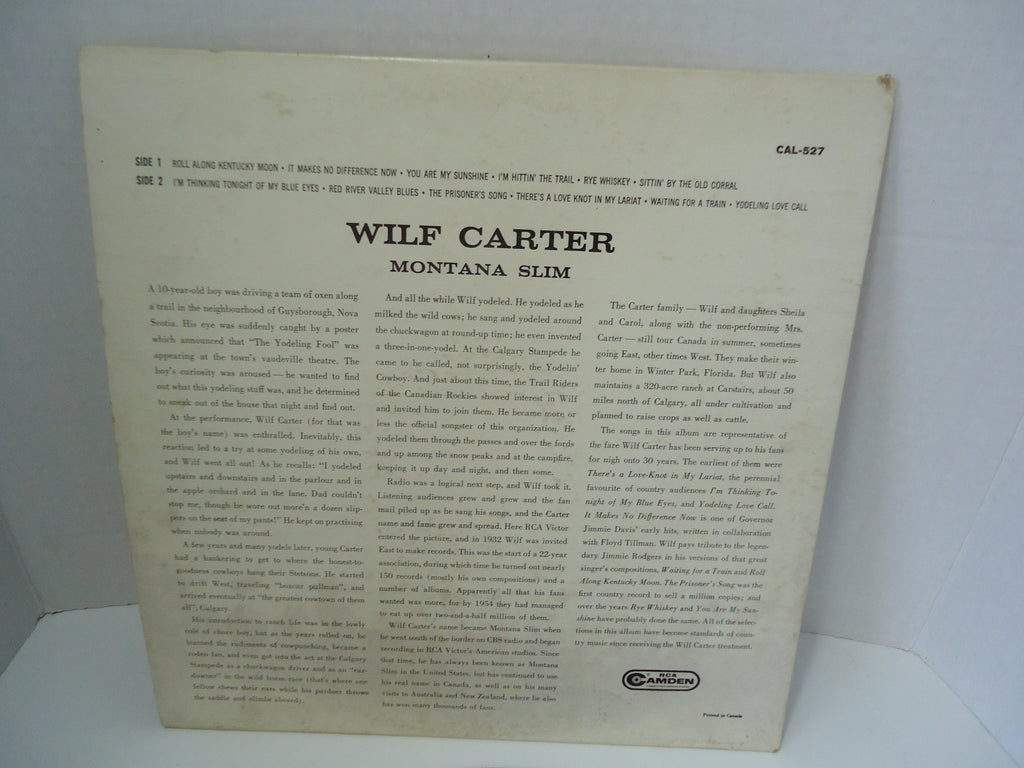 CAL-527
SIDE 1 ROLL ALONG KENTUCKY MOON • IT MAKES NO DIFFERENCE NOW • YOU ARE MY SUNSHINE • I'M HITTIN' THE TRAIL • RYE WHISKEY • SITTIN' BY THE OLD CORRAL
SIDE 2 I'M THINKING TONIGHT OF MY BLUE EYES • RED RIVER VALLEY BLUES • THE PRISONER'S SONG • THERE'S A LOVE KNOT IN MY LARIAT • WAITING FOR A TRAIN • YODELING LOVE CALL
WILF CARTER
MONTANA SLIM
A 10-year-old boy was driving a team of oxen along
a trail in the neighbourhood of Guysborough, Nova
Scotia. His eye was suddenly caught by a poster
which announced that "The Yodeling Fool" was
appearing at the town's vaudeville theatre. The
boy's curiosity was aroused — he wanted to find
out what this yodeling stuff was, and he determined
to sneak out of the house that night and find out.
At the performance, Wilf Carter (for that was
the boy's name) was enthralled. Inevitably, this
reaction led to a try at some yodeling of his own,
and Wilf went all out! As he recalls: "I yodeled
upstairs and downstairs and in the parlour and in
the apple orchard and in the lane. Dad couldn't
stop me, though he wore out more'n a dozen slip-
pers on the seat of my pants!" He kept on practising
when nobody was around.
A few years and many yodels later, young Carter
had a hankering to get to where the honest-to-
goodness cowboys hang their Stetsons. He started
to drift West, traveling "boxcar pullman", and
arrived eventually at "the greatest cowtown of them
all", Calgary.
His introduction to ranch life was in the lowly
role of chore boy, but as the years rolled on, he
learned the rudiments of cowpunching, became a
rodeo fan, and even got into the act at the Calgary
Stampede as a chuckwagon driver and as an "ear-
downer" in the wild horse race (that's where one
fellow chews their ears while his pardner throws
the saddle and climbs aboard).
And all the while Wilf yodeled. He yodeled as he
milked the wild cows; he sang and yodeled around
the chuckwagon at round-up time; he even invented
a three-in-one-yodel. At the Calgary Stampede he
came to be called, not surprisingly, the Yodelin'
Cowboy. And just about this time, the Trail Riders
of the Canadian Rockies showed interest in Wilf
and invited him to join them. He became more or
less the official songster of this organization. He
yodeled them through the passes and over the fords
and up among the snow peaks and at the campfire,
keeping it up day and night, and then some.
Radio was a logical next step, and Wilf took it.
Listening audiences grew and grew and the fan
mail piled up as he sang his songs, and the Carter
name and fame grew and spread. Here RCA Victor
entered the picture, and in 1932 Wilf was invited
East to make records. This was the start of a 22-year
association, during which time he turned out nearly
150 records (mostly his own compositions) and a
number of albums. Apparently all that his fans
wanted was more, for by 1954 they had managed
to eat up over two-and-a-half million of them.
Wilf Carter's name became Montana Slim when
he went south of the border on CBS radio and began
recording in RCA Victor's American studios. Since
that time, he has always been known as Montana
Slim in the United States, but has continued to use
his real name in Canada, as well as on his many
visits to Australia and New Zealand, where he also
has won many thousands of fans.
The Carter family — Wilf and daughters Sheila
and Carol, along with the non-performing Mrs.
Carter — still tour Canada in summer, sometimes
going East, other times West. They make their win-
ter home in Winter Park, Florida. But Wilf also
maintains a 320-acre ranch at Carstairs, about 50
miles north of Calgary, all under cultivation and
planned to raise crops as well as cattle.
The songs in this album are representative of
the fare Wilf Carter has been serving up to his fans
for nigh onto 30 years. The earliest of them were
There's a Love-Knot in My Lariat, the perennial
favourite of country audiences I'm Thinking To-
night of My Blue Eyes, and Yodeling Love Call.
It Makes No Difference Now is one of Governor
Jimmie Davis' early hits, written in collaboration
with Floyd Tillman. Wilf pays tribute to the legen-
dary Jimmie Rodgers in his versions of that great
singer's compositions, Waiting for a Train and Roll
Along Kentucky Moon. The Prisoner's Song was the
first country record to sell a million copies; and
over the years Rye Whiskey and You Are My Sun-
shine have probably done the same. All of the selec-
tions in this album have become standards of coun-
try music since receiving the Will Carter treatment.
RCA
CAMDEN
Printed in Canada